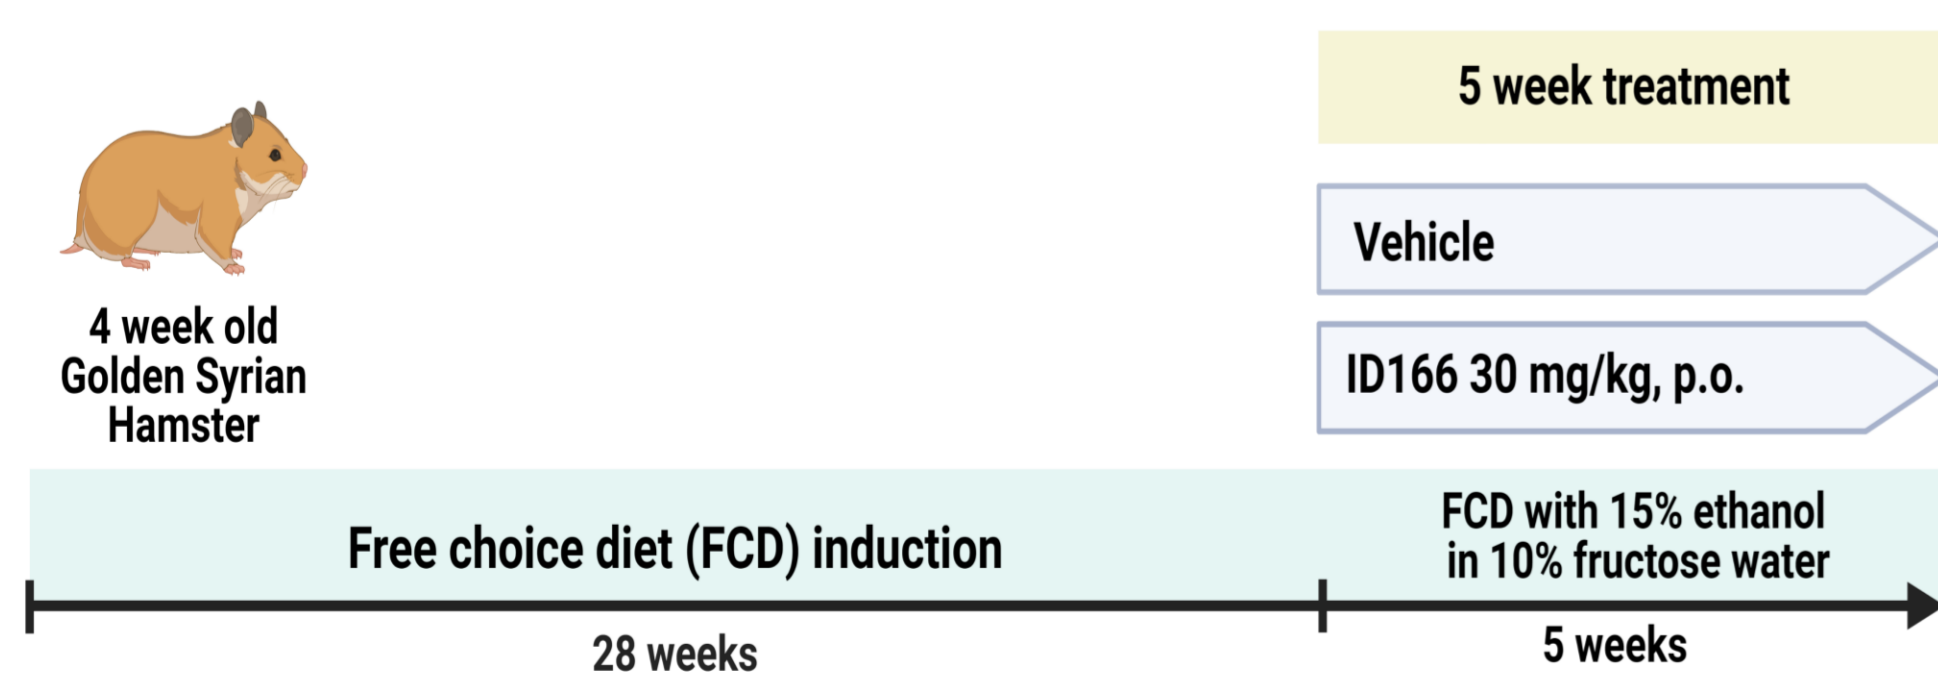 5 week treatment
Vehicle
ID166 30 mg/kg, p.o.
4 week old
Golden Syrian
Hamster
Free choice diet (FCD) induction
FCD with 15% ethanol
in 10% fructose water
28 weeks
5 weeks